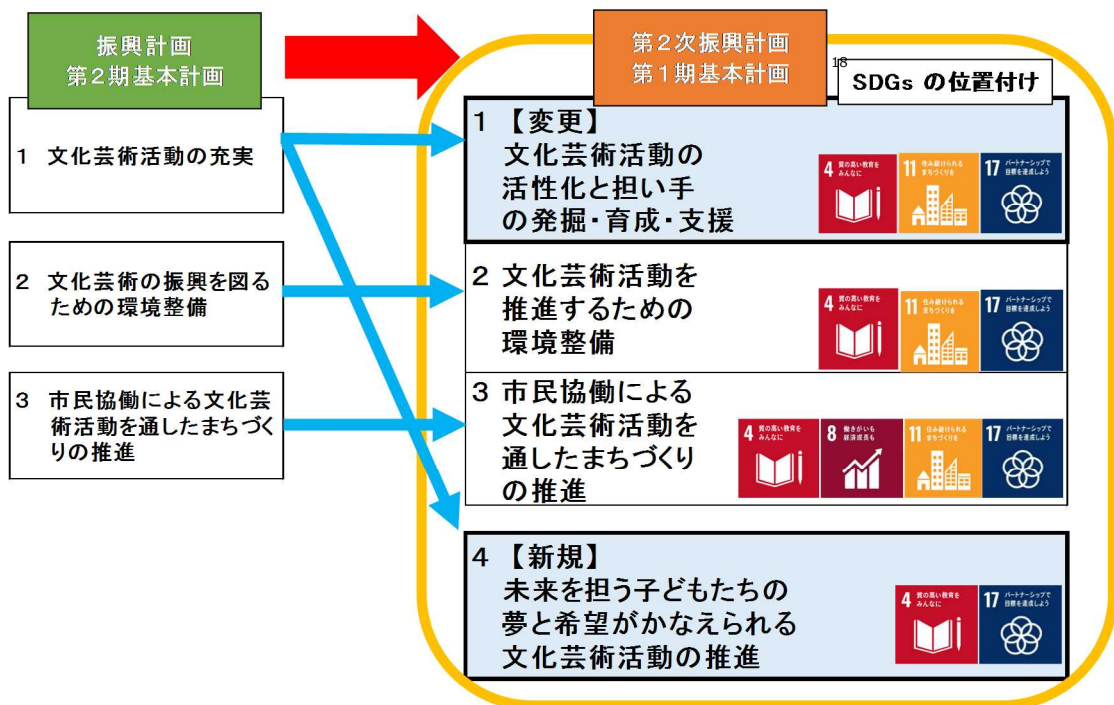 振興計画
第2期基本計画
1 文化芸術活動の充実
2 文化芸術の振興を図る
ための環境整備
3 市民協働による文化芸
術活動を通したまちづく
りの推進
第2次振興計画
第1期基本計画
18
SDGs の位置付け
1 【変更】
文化芸術活動の
活性化と担い手
の発掘・育成・支援
4 質の高い教育を
みんなに
11 住み続けられる
まちづくりを
17 パートナーシップで
目標を達成しよう
2 文化芸術活動を
推進するための
環境整備
4 質の高い教育を
みんなに
11 住み続けられる
まちづくりを
17 パートナーシップで
目標を達成しよう
3 市民協働による
文化芸術活動を
通したまちづくり
の推進
4 質の高い教育を
みんなに
8 働きがいも
経済成長も
11 住み続けられる
まちづくりを
17 パートナーシップで
目標を達成しよう
4 【新規】
未来を担う子どもたちの
夢と希望がかなえられる
文化芸術活動の推進
4 質の高い教育を
みんなに
17 パートナーシップで
目標を達成しよう